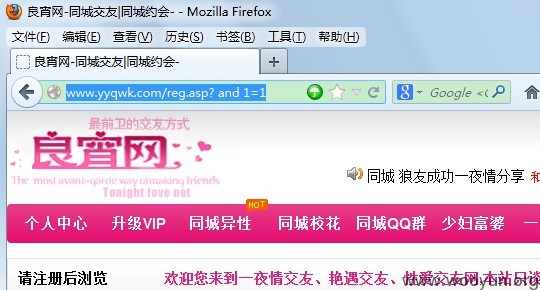 良宵网-同城交友|同城约会- - Mozilla Firefox
文件(F) 编辑(E) 查看(V) 历史(S) 书签(B) 工具(T) 帮助(H)
良宵网-同城交友|同城约会-
www.yyqwk.com/reg.asp? and 1=1
Google
最前卫的交友方式
良宵网
The most avant-garde way of making friends
Tonight love net
同城 狼友成功一夜情分享
HOT
个人中心 升级VIP 同城异性 同城校花 同城QQ群 少妇富婆 一
请注册后浏览 欢迎您来到一夜情交友、艳遇交友、性爱交友网 本站只谈
www.wooyun.org